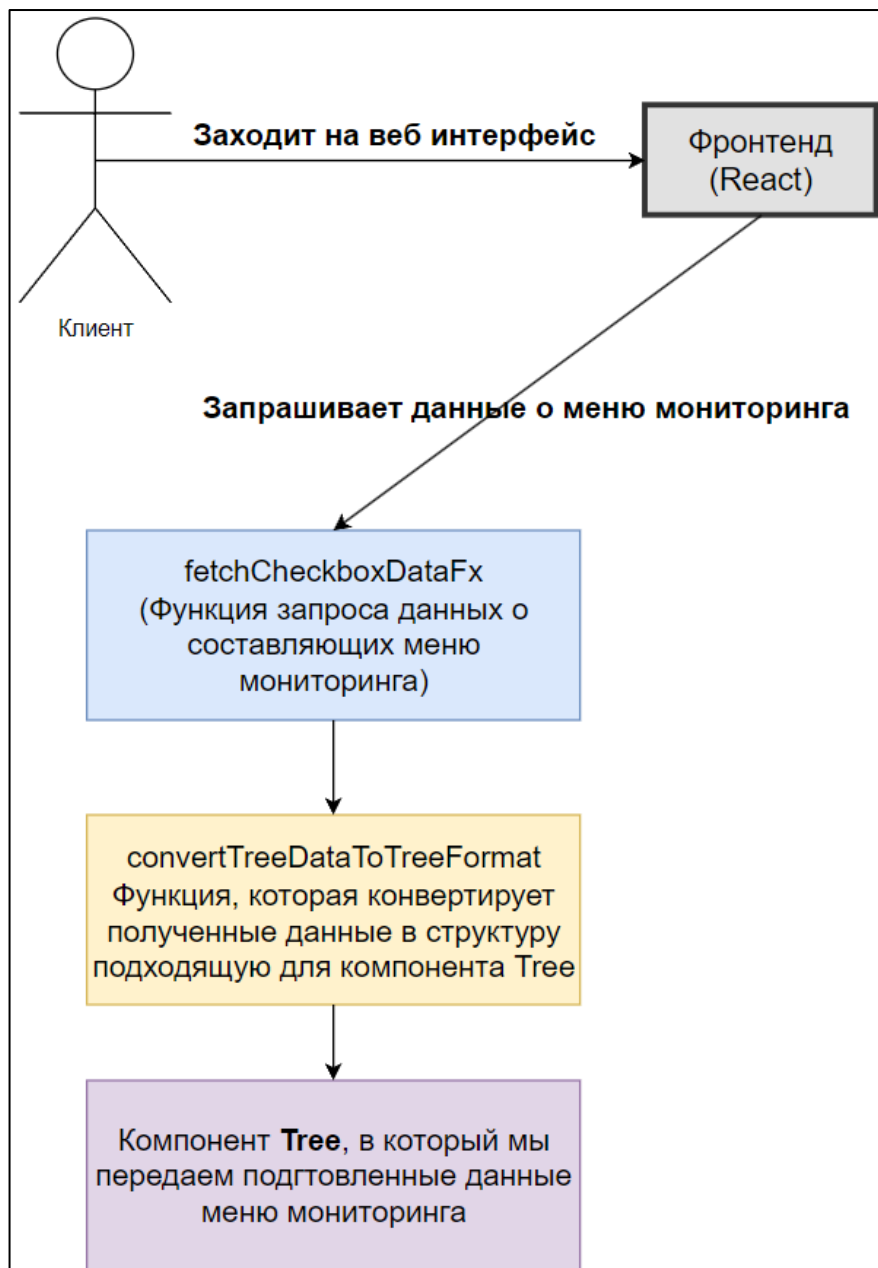 Заходит на веб интерфейс
Фронтенд
(React)
Клиент
Запрашивает данные о меню мониторинга
fetchCheckboxDataFx
(Функция запроса данных о
составляющих меню
мониторинга)
convertTreeDataToTreeFormat
Функция, которая конвертирует
полученные данные в структуру
подходящую для компонента Tree
Компонент Tree, в который мы
передаем подгтовленные данные
меню мониторинга